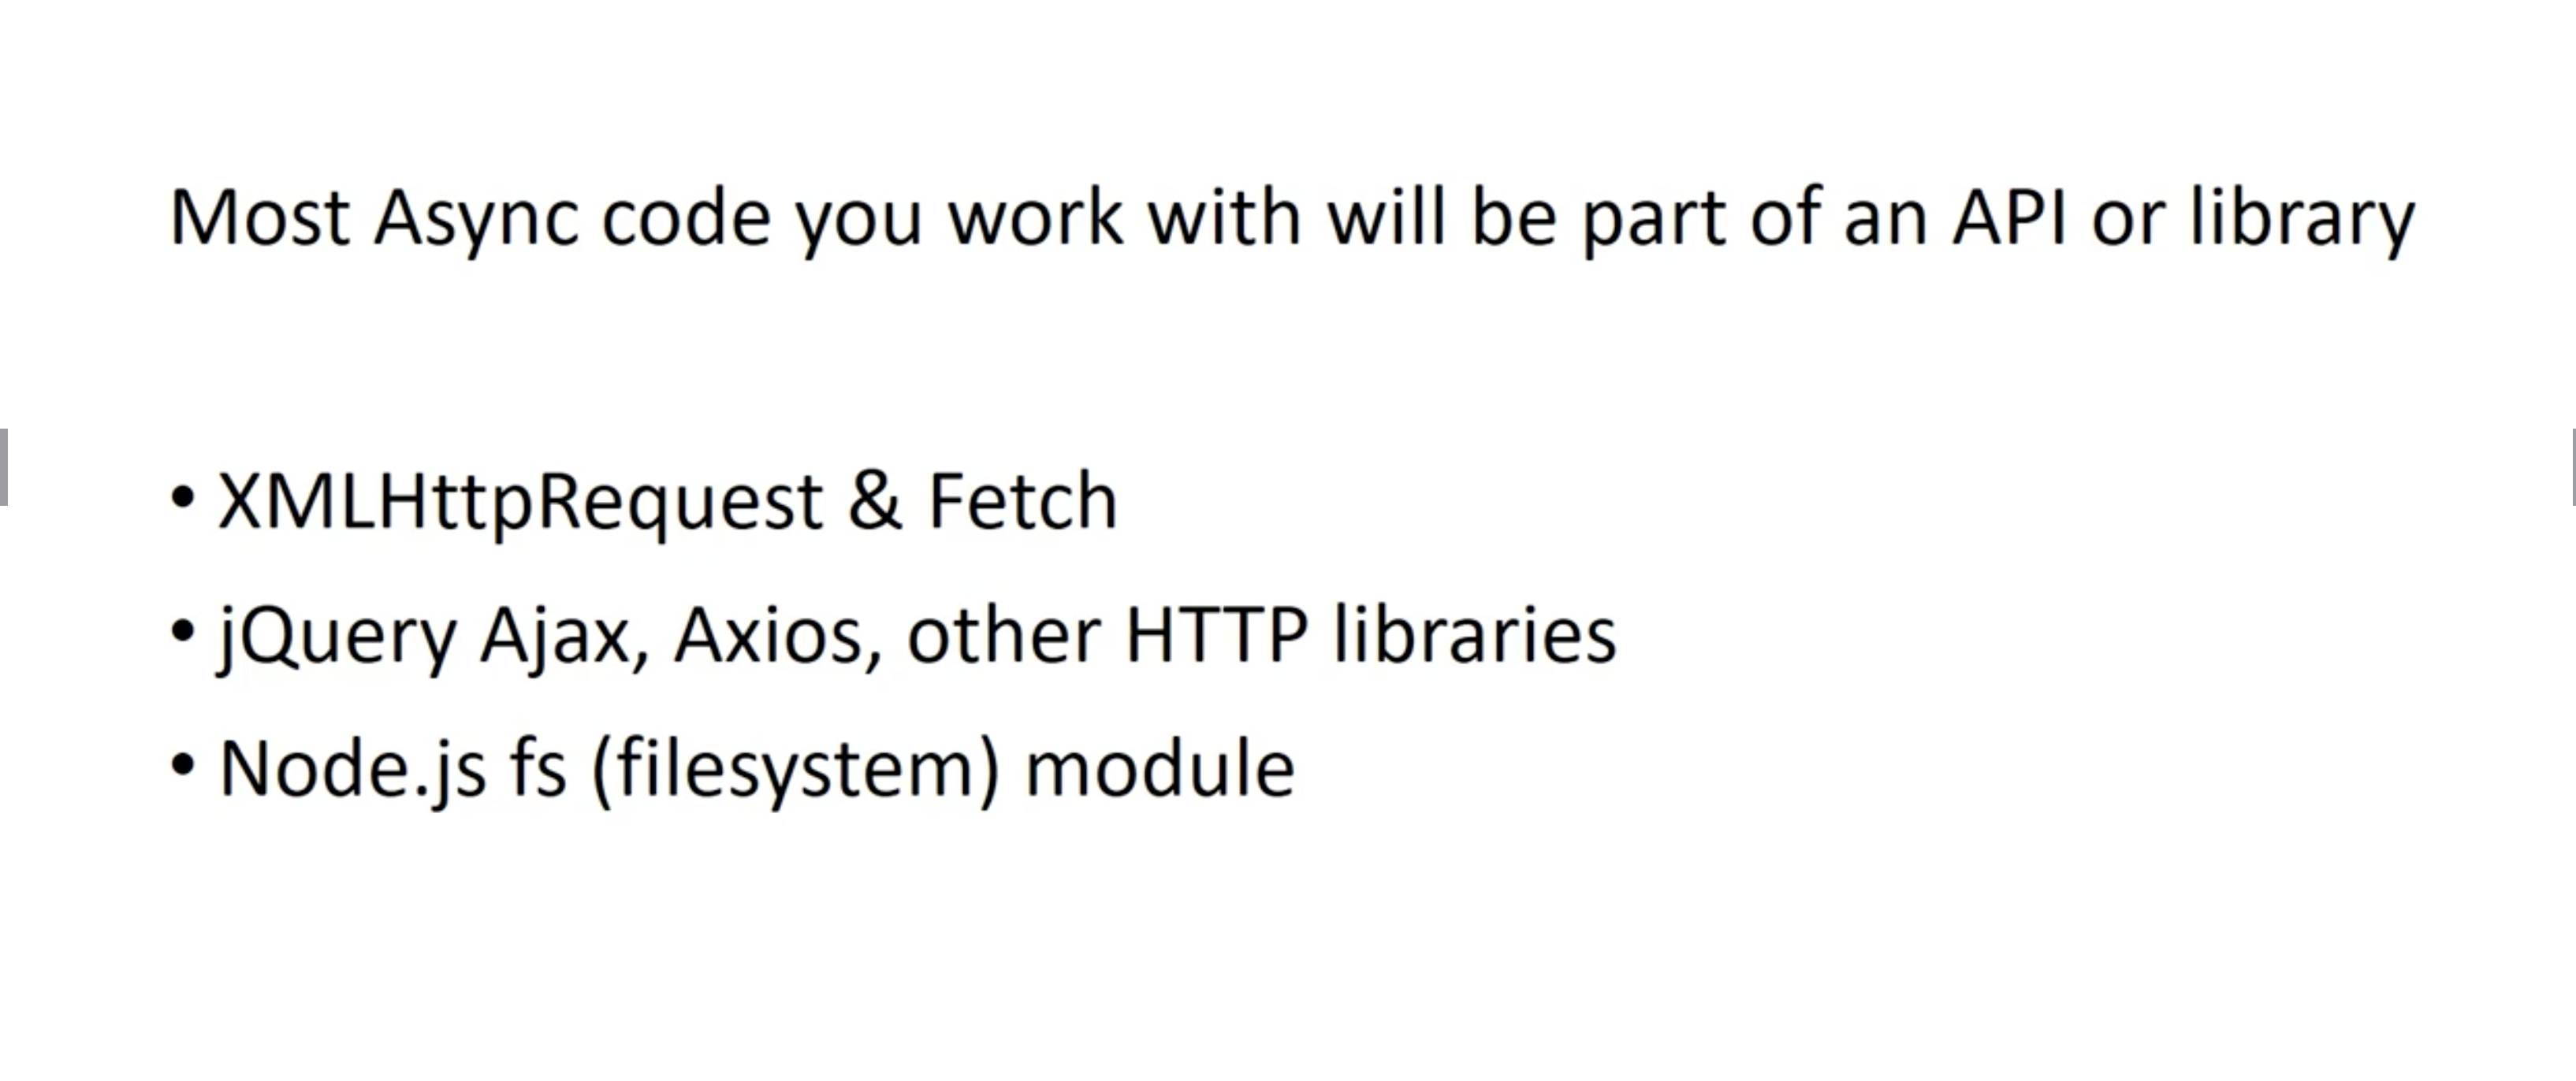 Most Async code you work with will be part of an API or library
• XMLHttpRequest & Fetch
• jQuery Ajax, Axios, other HTTP libraries
• Node.js fs (filesystem) module